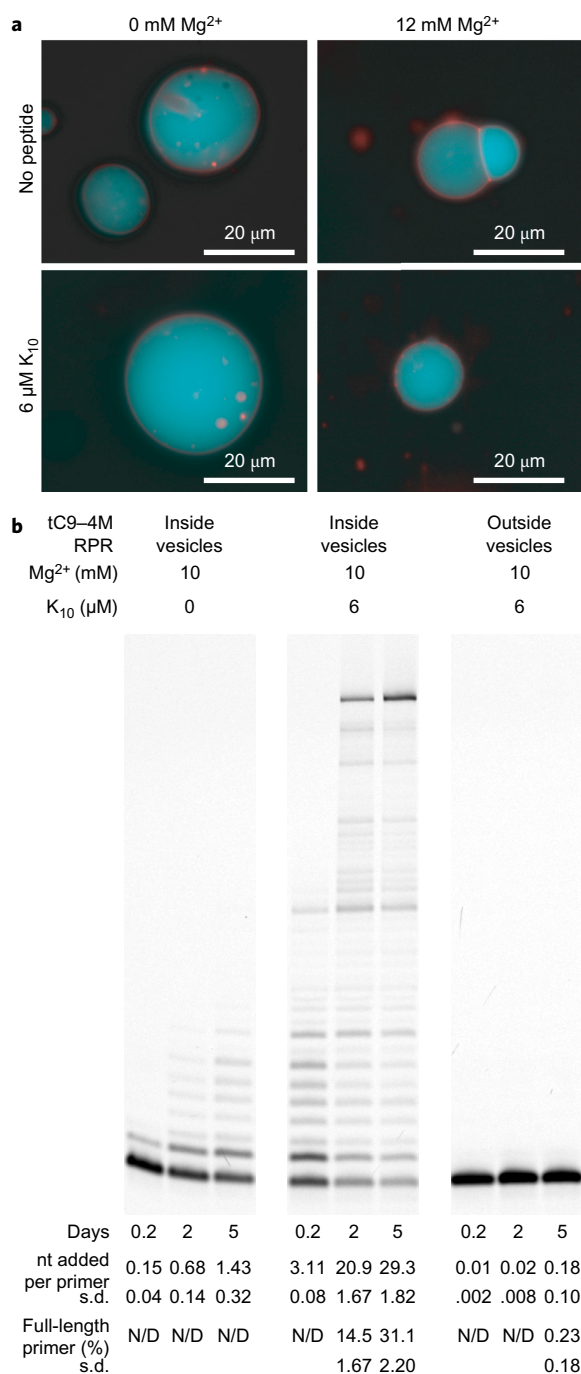 a
0 mM Mg²⁺ 12 mM Mg²⁺
No peptide
20 µm 20 µm
6 µM K₁₀
20 µm 20 µm
b
tC9–4M RPR Inside vesicles Inside vesicles Outside vesicles
Mg²⁺ (mM) 10 10 10
K₁₀ (µM) 0 6 6
Days 0.2 2 5 0.2 2 5 0.2 2 5
nt added per primer 0.15 0.68 1.43 3.11 20.9 29.3 0.01 0.02 0.18
s.d. 0.04 0.14 0.32 0.08 1.67 1.82 .002 .008 0.10
Full-length primer (%) N/D N/D N/D N/D 14.5 31.1 N/D N/D 0.23
s.d. 1.67 2.20 0.18